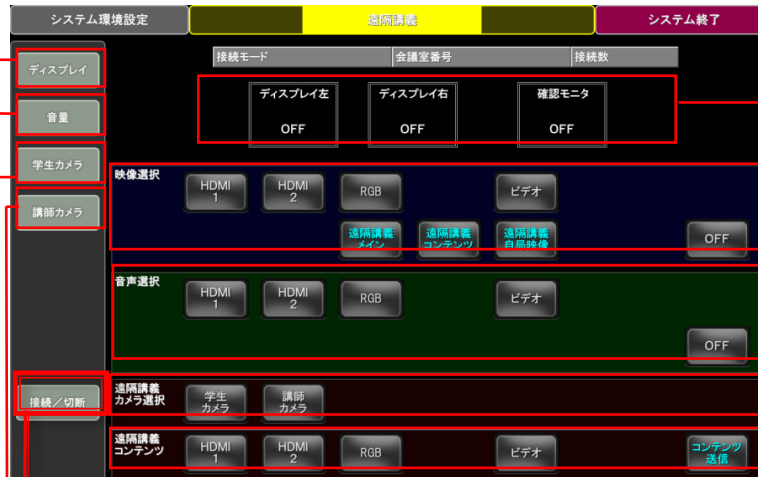 システム環境設定
遠隔講義
システム終了
接続モード
会議室番号
接続数
ディスプレイ
音量
学生カメラ
講師カメラ
接続／切断
ディスプレイ左
OFF
ディスプレイ右
OFF
確認モニタ
OFF
映像選択
HDMI
1
HDMI
2
RGB
ビデオ
遠隔講義
メイン
遠隔講義
コンテンツ
遠隔講義
自局映像
OFF
音声選択
HDMI
1
HDMI
2
RGB
ビデオ
OFF
遠隔講義
カメラ選択
学生
カメラ
講師
カメラ
遠隔講義
コンテンツ
HDMI
1
HDMI
2
RGB
ビデオ
コンテンツ
送信